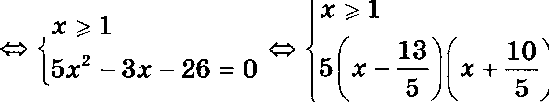 ⇔ { x ⩾ 1
5x² − 3x − 26 = 0 ⇔ { x ⩾ 1
5(x − 13/5)(x + 10/5)